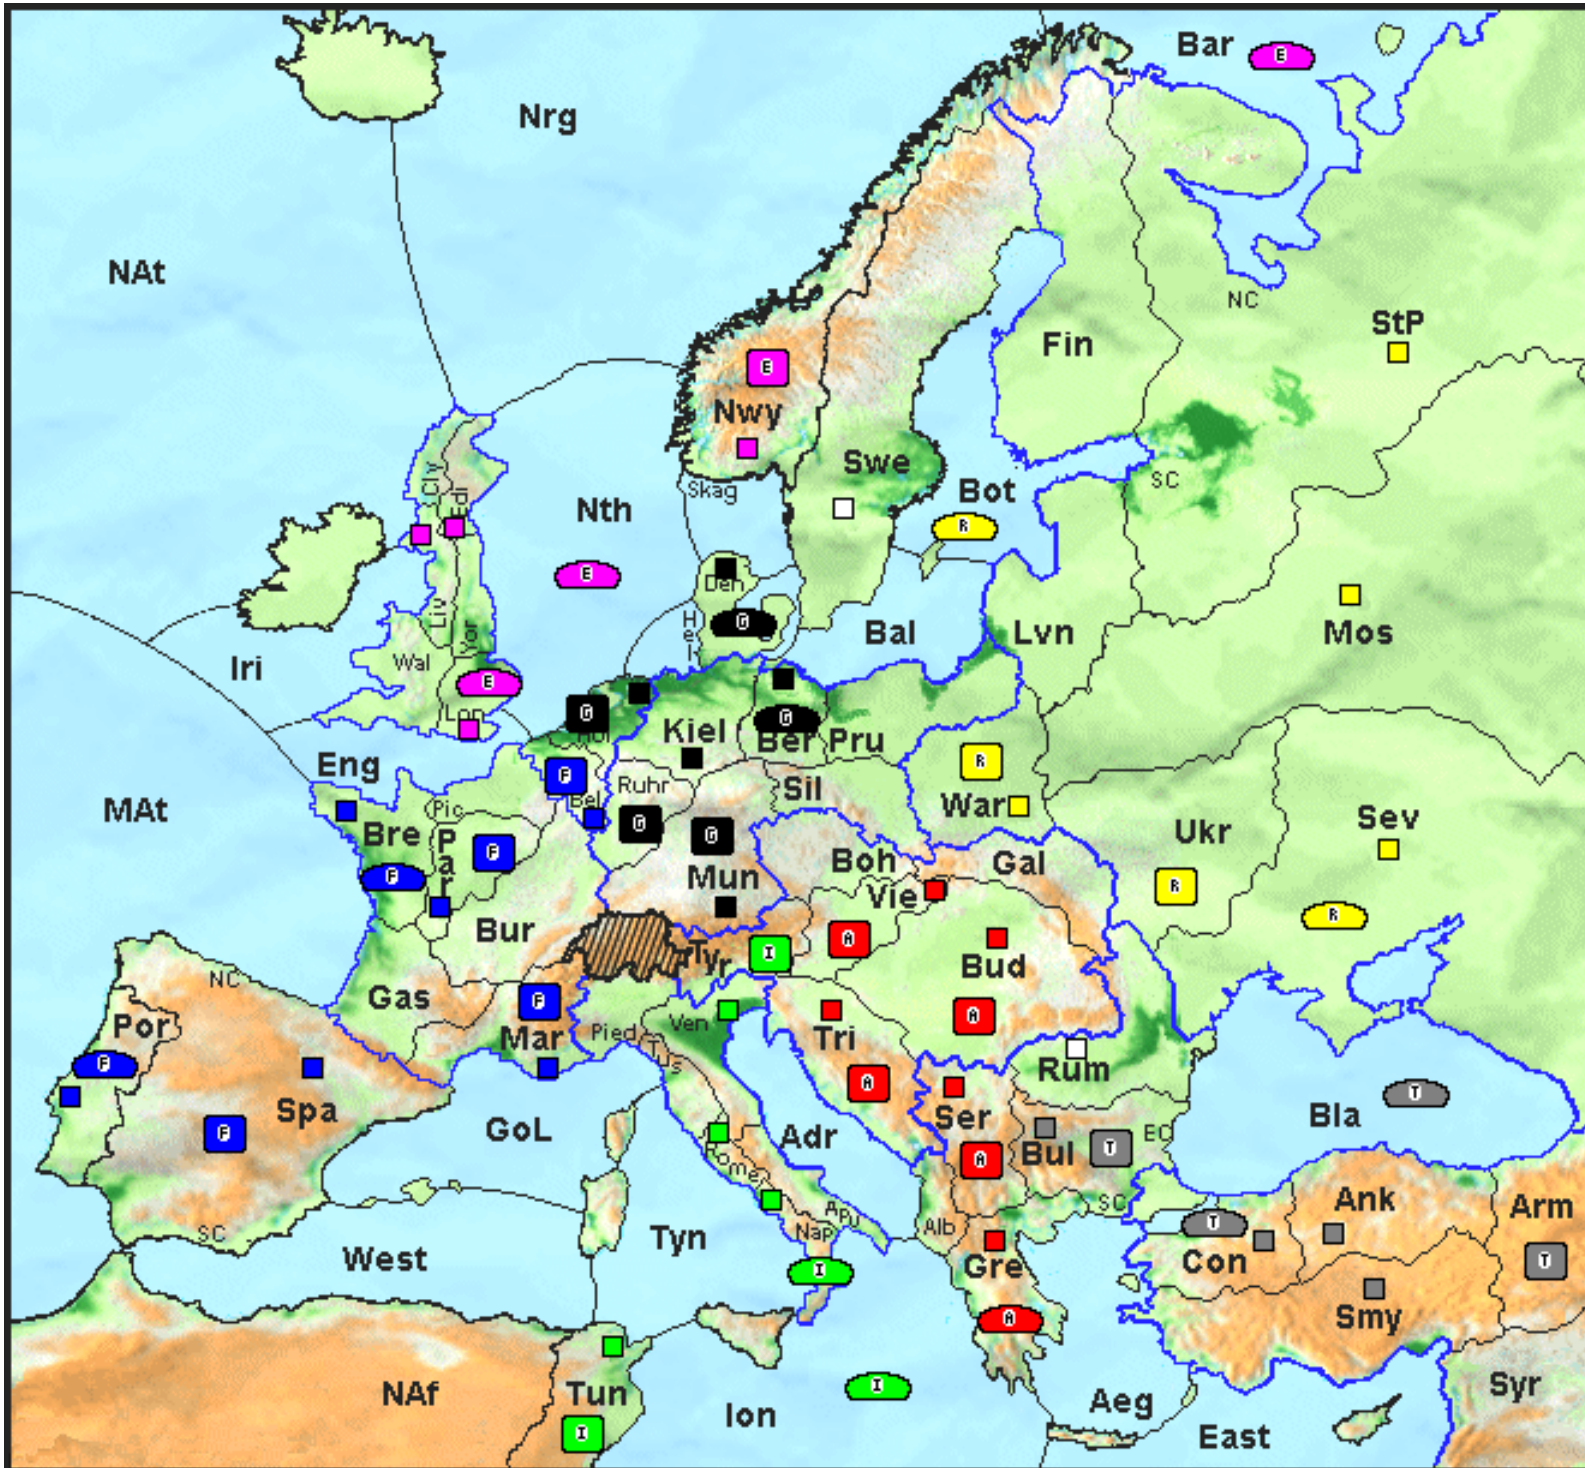 Bar
E
Nrg
NAt
NC
StP
Fin
E
Nwy
Swe
Cly
Edi
Skag
Bot
SC
R
Nth
E
Den
Hel
G
Liv
Yor
Bal
Lvn
Mos
Iri
Wal
E
Lon
G
Hol
Kiel
G
Ber
Pru
R
War
Eng
F
Bel
Ruhr
Sil
MAt
Pic
Bre
Par
F
G
G
Ukr
Sev
Boh
Gal
F
Mun
Vie
R
R
Bur
Tyr
I
A
Bud
NC
Gas
F
Mar
Por
F
Pied
Ven
Tus
Tri
A
Rum
Spa
A
Ser
T
Bla
F
GoL
Adr
Rome
A
Bul
T
EC
SC
SC
West
Tyn
Apu
Nap
Alb
Gre
T
Con
Ank
Arm
T
I
A
Smy
NAf
Tun
I
Ion
I
Aeg
East
Syr